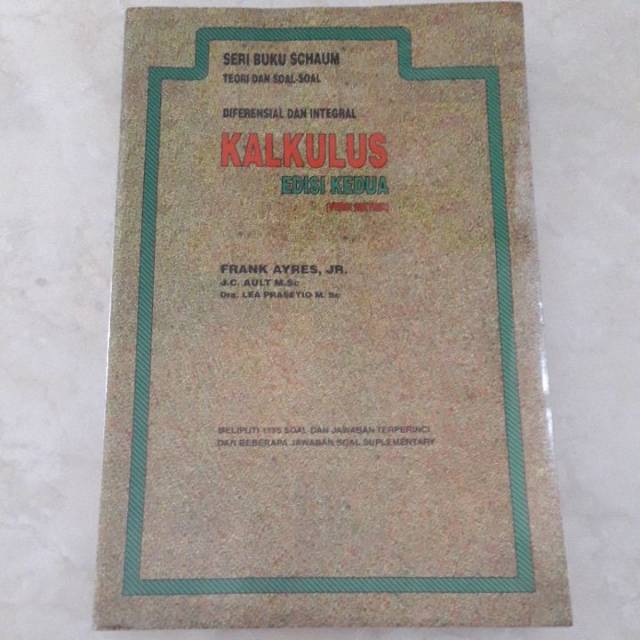 SERI BUKU SCHAUM
TEORI DAN SOAL-SOAL
DIFERENSIAL DAN INTEGRAL
KALKULUS
EDISI KEDUA
FRANK AYRES, JR.
J.C. AULT M.Sc
Dra. LEA PRASETIO M. Sc
MELIPUTI 1175 SOAL DAN JAWABAN TERPERINCI
DAN BEBERAPA JAWABAN SOAL SUPLEMENTARY